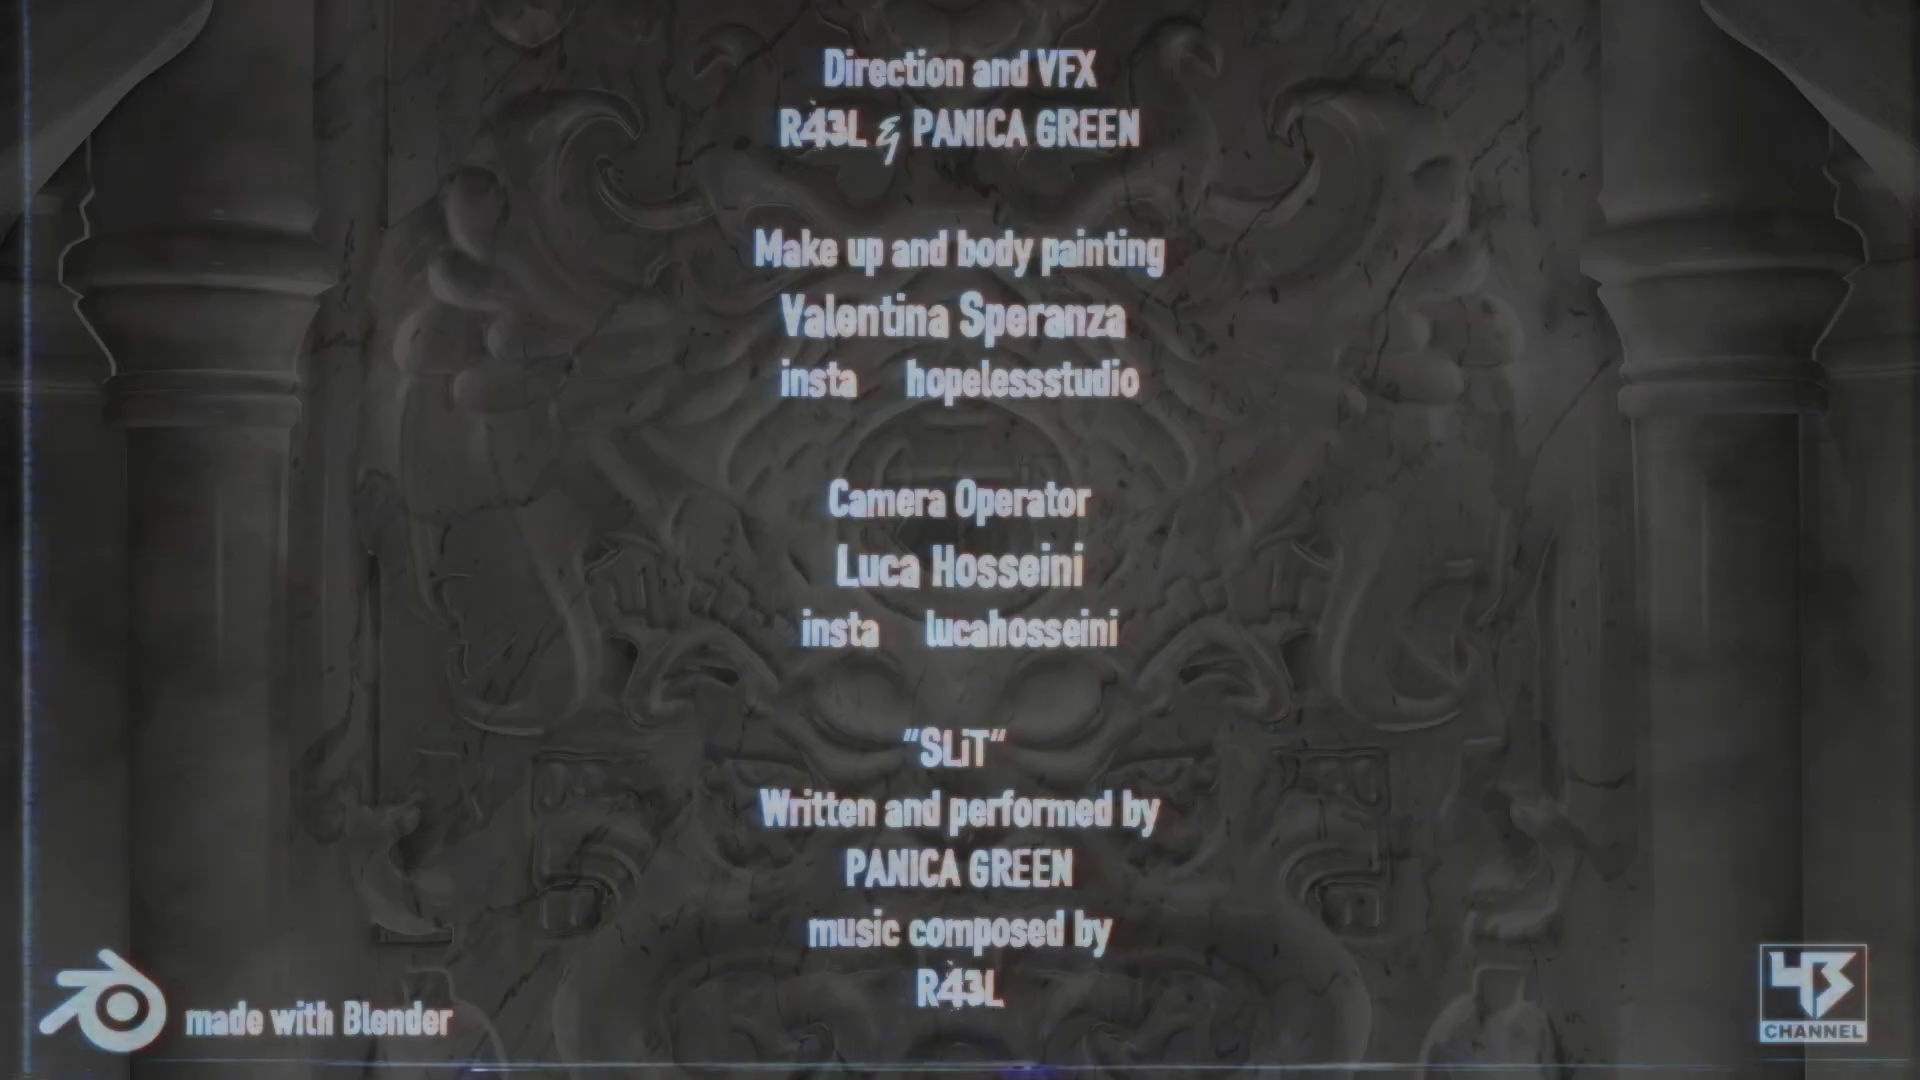 Direction and VFX
R43L & PANICA GREEN
Make up and body painting
Valentina Speranza
insta hopelessstudio
Camera Operator
Luca Hosseini
insta lucahosseini
"SLiT"
Written and performed by
PANICA GREEN
music composed by
R43L
made with Blender
43
CHANNEL